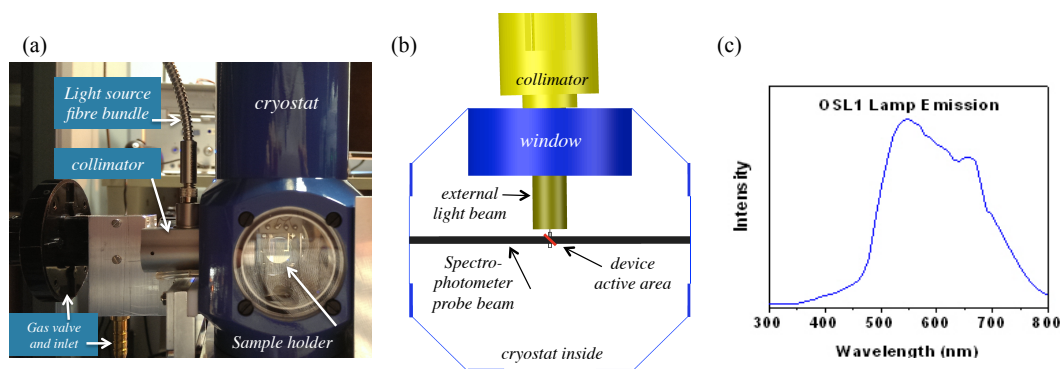 (a)
Light source
fibre bundle
cryostat
collimator
Gas valve
and inlet
Sample holder
(b)
collimator
window
external
light beam
Spectro-
photometer
probe beam
device
active area
cryostat inside
(c)
OSL1 Lamp Emission
Intensity
300 400 500 600 700 800
Wavelength (nm)